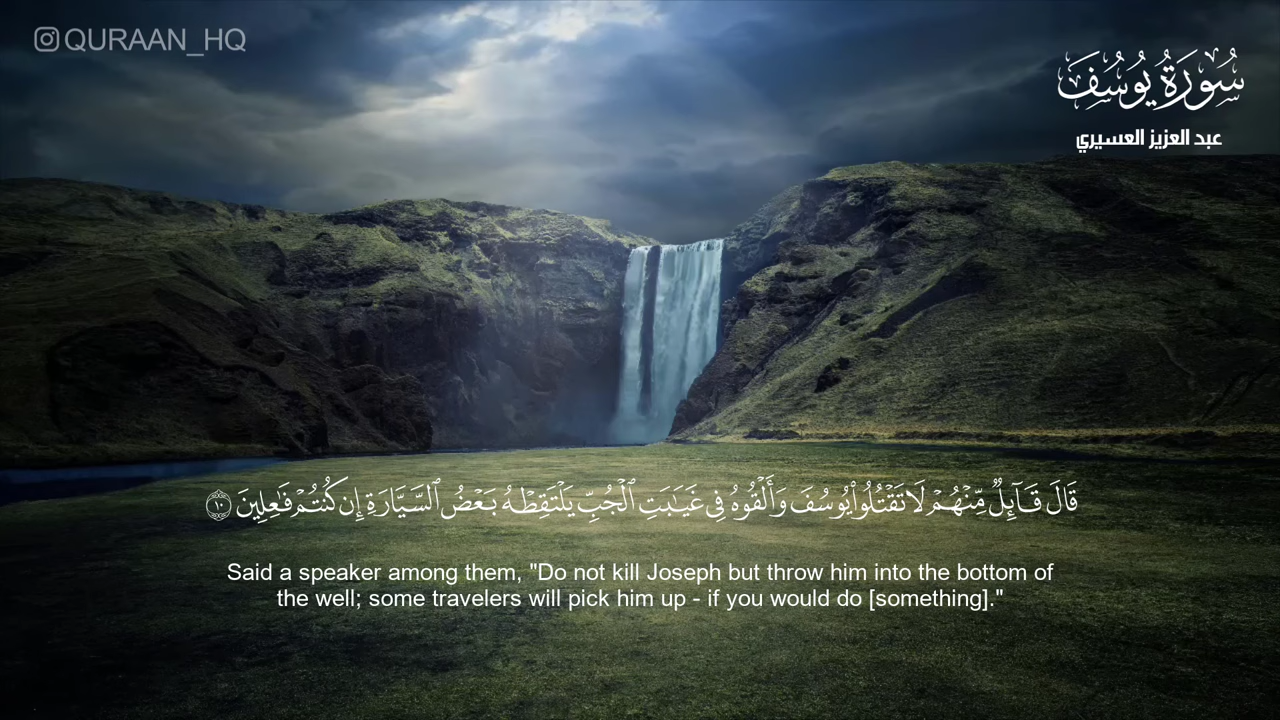 QURAAN_HQ
سُورَةُ يُوسُفَ
عبد العزيز العسيري
قَالَ قَآئِلٌ مِّنْهُمْ لَا تَقْتُلُوا۟ يُوسُفَ وَأَلْقُوهُ فِى غَيَـٰبَتِ ٱلْجُبِّ يَلْتَقِطْهُ بَعْضُ ٱلسَّيَّارَةِ إِن كُنتُمْ فَـٰعِلِينَ ١٠
Said a speaker among them, "Do not kill Joseph but throw him into the bottom of
the well; some travelers will pick him up - if you would do [something]."